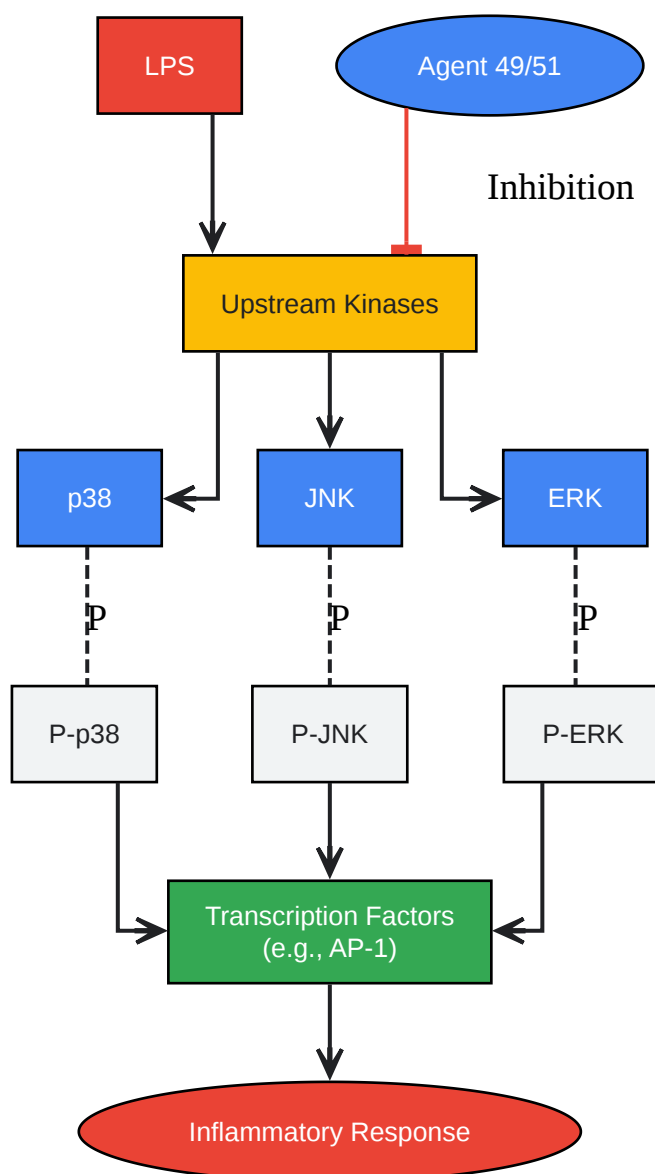 LPS
Agent 49/51
Inhibition
Upstream Kinases
p38
JNK
ERK
P
P
P
P-p38
P-JNK
P-ERK
Transcription Factors
(e.g., AP-1)
Inflammatory Response